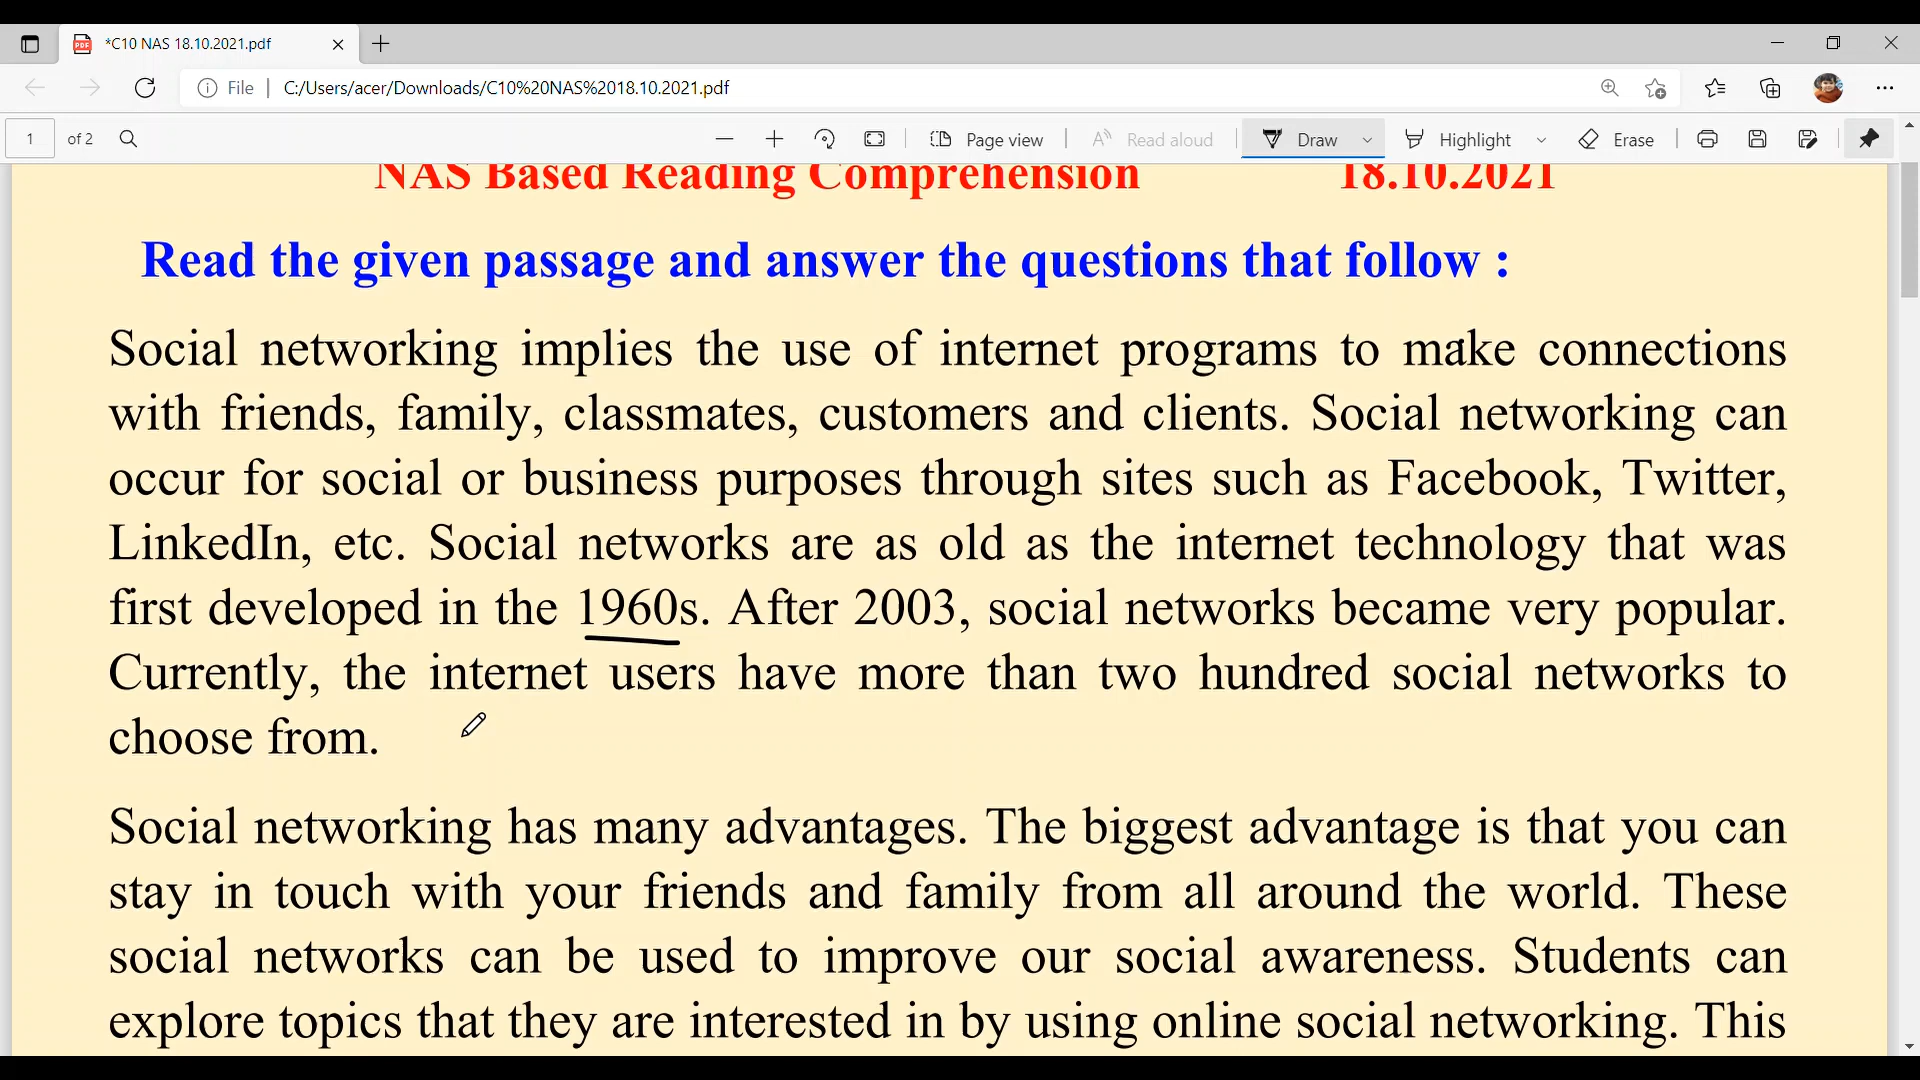 *C10 NAS 18.10.2021.pdf
File | C:/Users/acer/Downloads/C10%20NAS%2018.10.2021.pdf
1 of 2 Page view Read aloud Draw Highlight Erase
NAS Based Reading Comprehension 18.10.2021
Read the given passage and answer the questions that follow :
Social networking implies the use of internet programs to make connections
with friends, family, classmates, customers and clients. Social networking can
occur for social or business purposes through sites such as Facebook, Twitter,
LinkedIn, etc. Social networks are as old as the internet technology that was
first developed in the 1960s. After 2003, social networks became very popular.
Currently, the internet users have more than two hundred social networks to
choose from.
Social networking has many advantages. The biggest advantage is that you can
stay in touch with your friends and family from all around the world. These
social networks can be used to improve our social awareness. Students can
explore topics that they are interested in by using online social networking. This